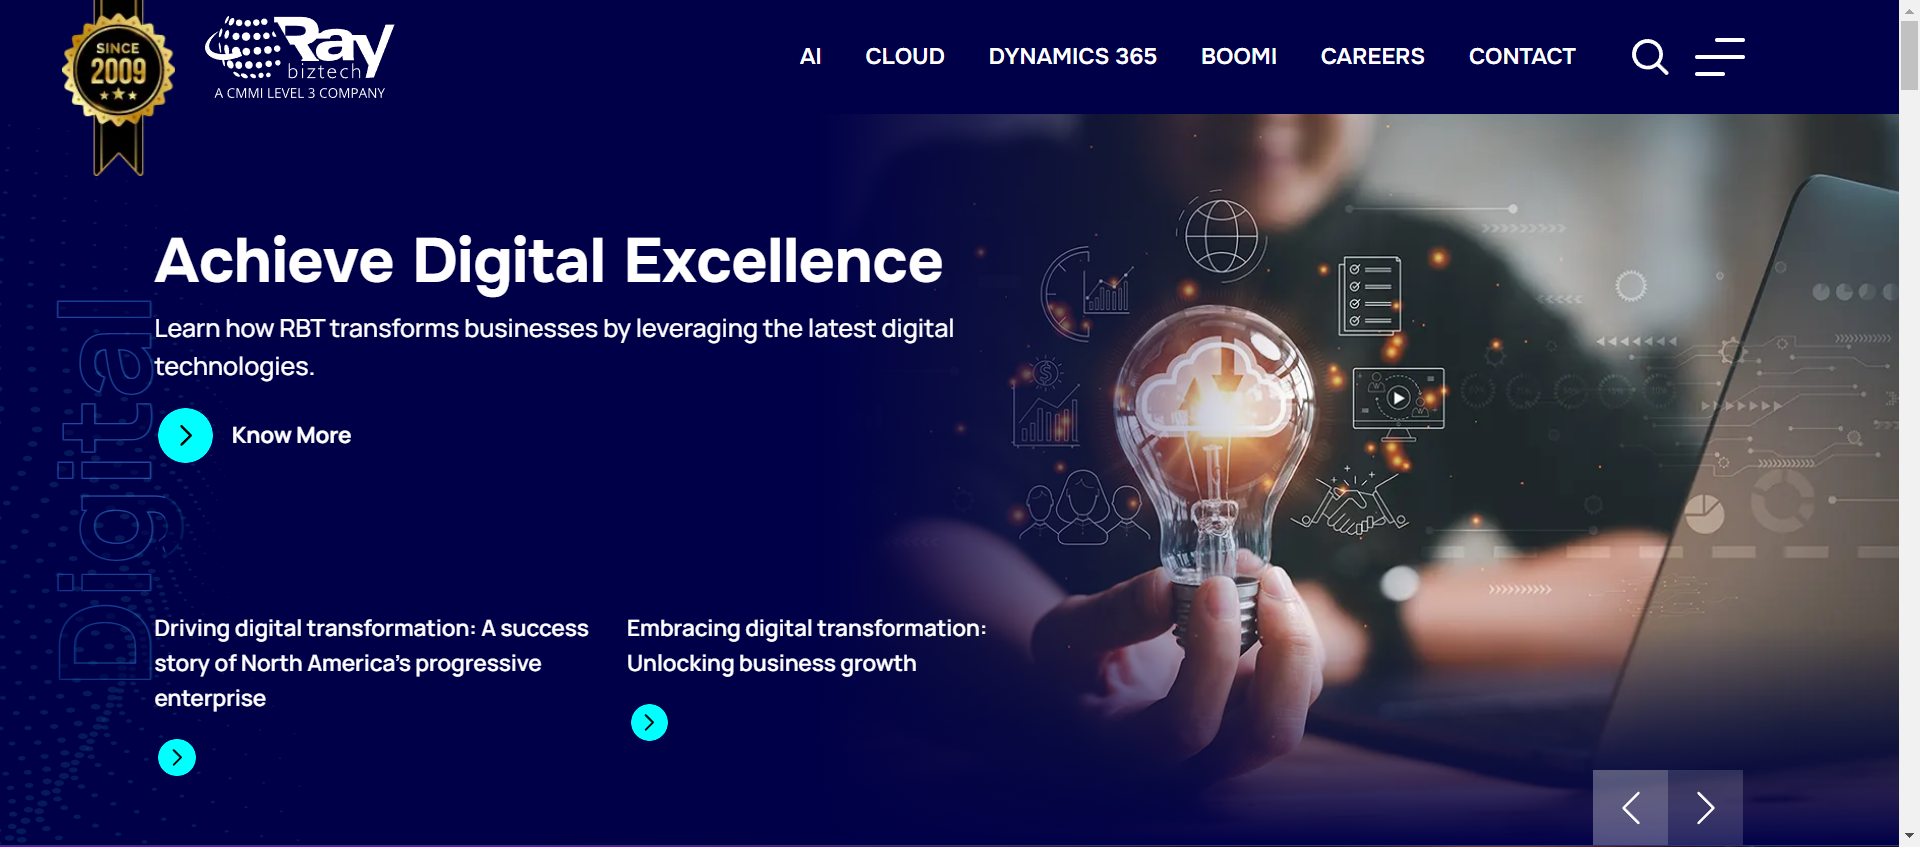 SINCE
2009
Ray
biztech
A CMMI LEVEL 3 COMPANY
AI CLOUD DYNAMICS 365 BOOMI CAREERS CONTACT
Digital
Achieve Digital Excellence
Learn how RBT transforms businesses by leveraging the latest digital
technologies.
Know More
Driving digital transformation: A success
story of North America's progressive
enterprise
Embracing digital transformation:
Unlocking business growth